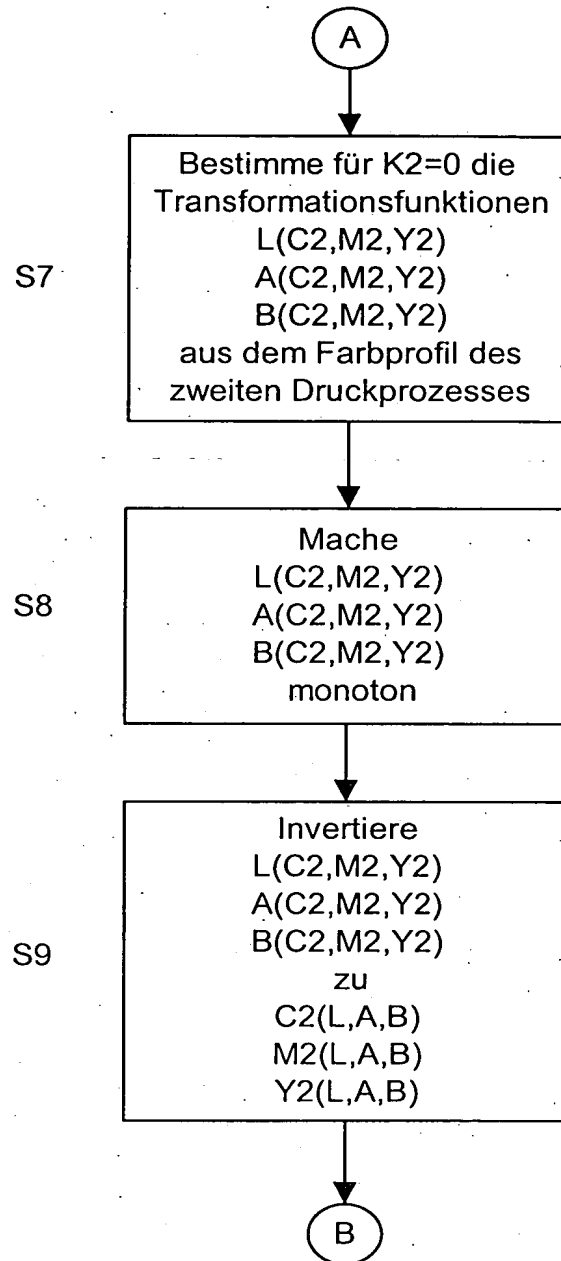 A
S7
Bestimme für K2=0 die
Transformationsfunktionen
L(C2,M2,Y2)
A(C2,M2,Y2)
B(C2,M2,Y2)
aus dem Farbprofil des
zweiten Druckprozesses
S8
Mache
L(C2,M2,Y2)
A(C2,M2,Y2)
B(C2,M2,Y2)
monoton
S9
Invertiere
L(C2,M2,Y2)
A(C2,M2,Y2)
B(C2,M2,Y2)
zu
C2(L,A,B)
M2(L,A,B)
Y2(L,A,B)
B